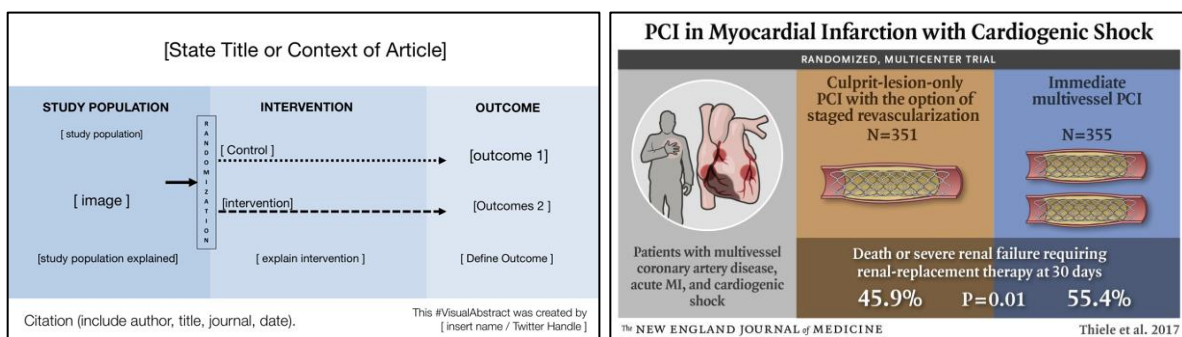 [State Title or Context of Article]
STUDY POPULATION
INTERVENTION
OUTCOME
[ study population]
RANDOMIZATION
[ Control ]
[outcome 1]
[ image ]
[intervention]
[Outcomes 2 ]
[study population explained]
[ explain intervention ]
[ Define Outcome ]
Citation (include author, title, journal, date).
This #VisualAbstract was created by
[ insert name / Twitter Handle ]
PCI in Myocardial Infarction with Cardiogenic Shock
RANDOMIZED, MULTICENTER TRIAL
Culprit-lesion-only
PCI with the option of
staged revascularization
N=351
Immediate
multivessel PCI
N=355
Patients with multivessel
coronary artery disease,
acute MI, and cardiogenic
shock
Death or severe renal failure requiring
renal-replacement therapy at 30 days
45.9% P=0.01 55.4%
The NEW ENGLAND JOURNAL of MEDICINE
Thiele et al. 2017